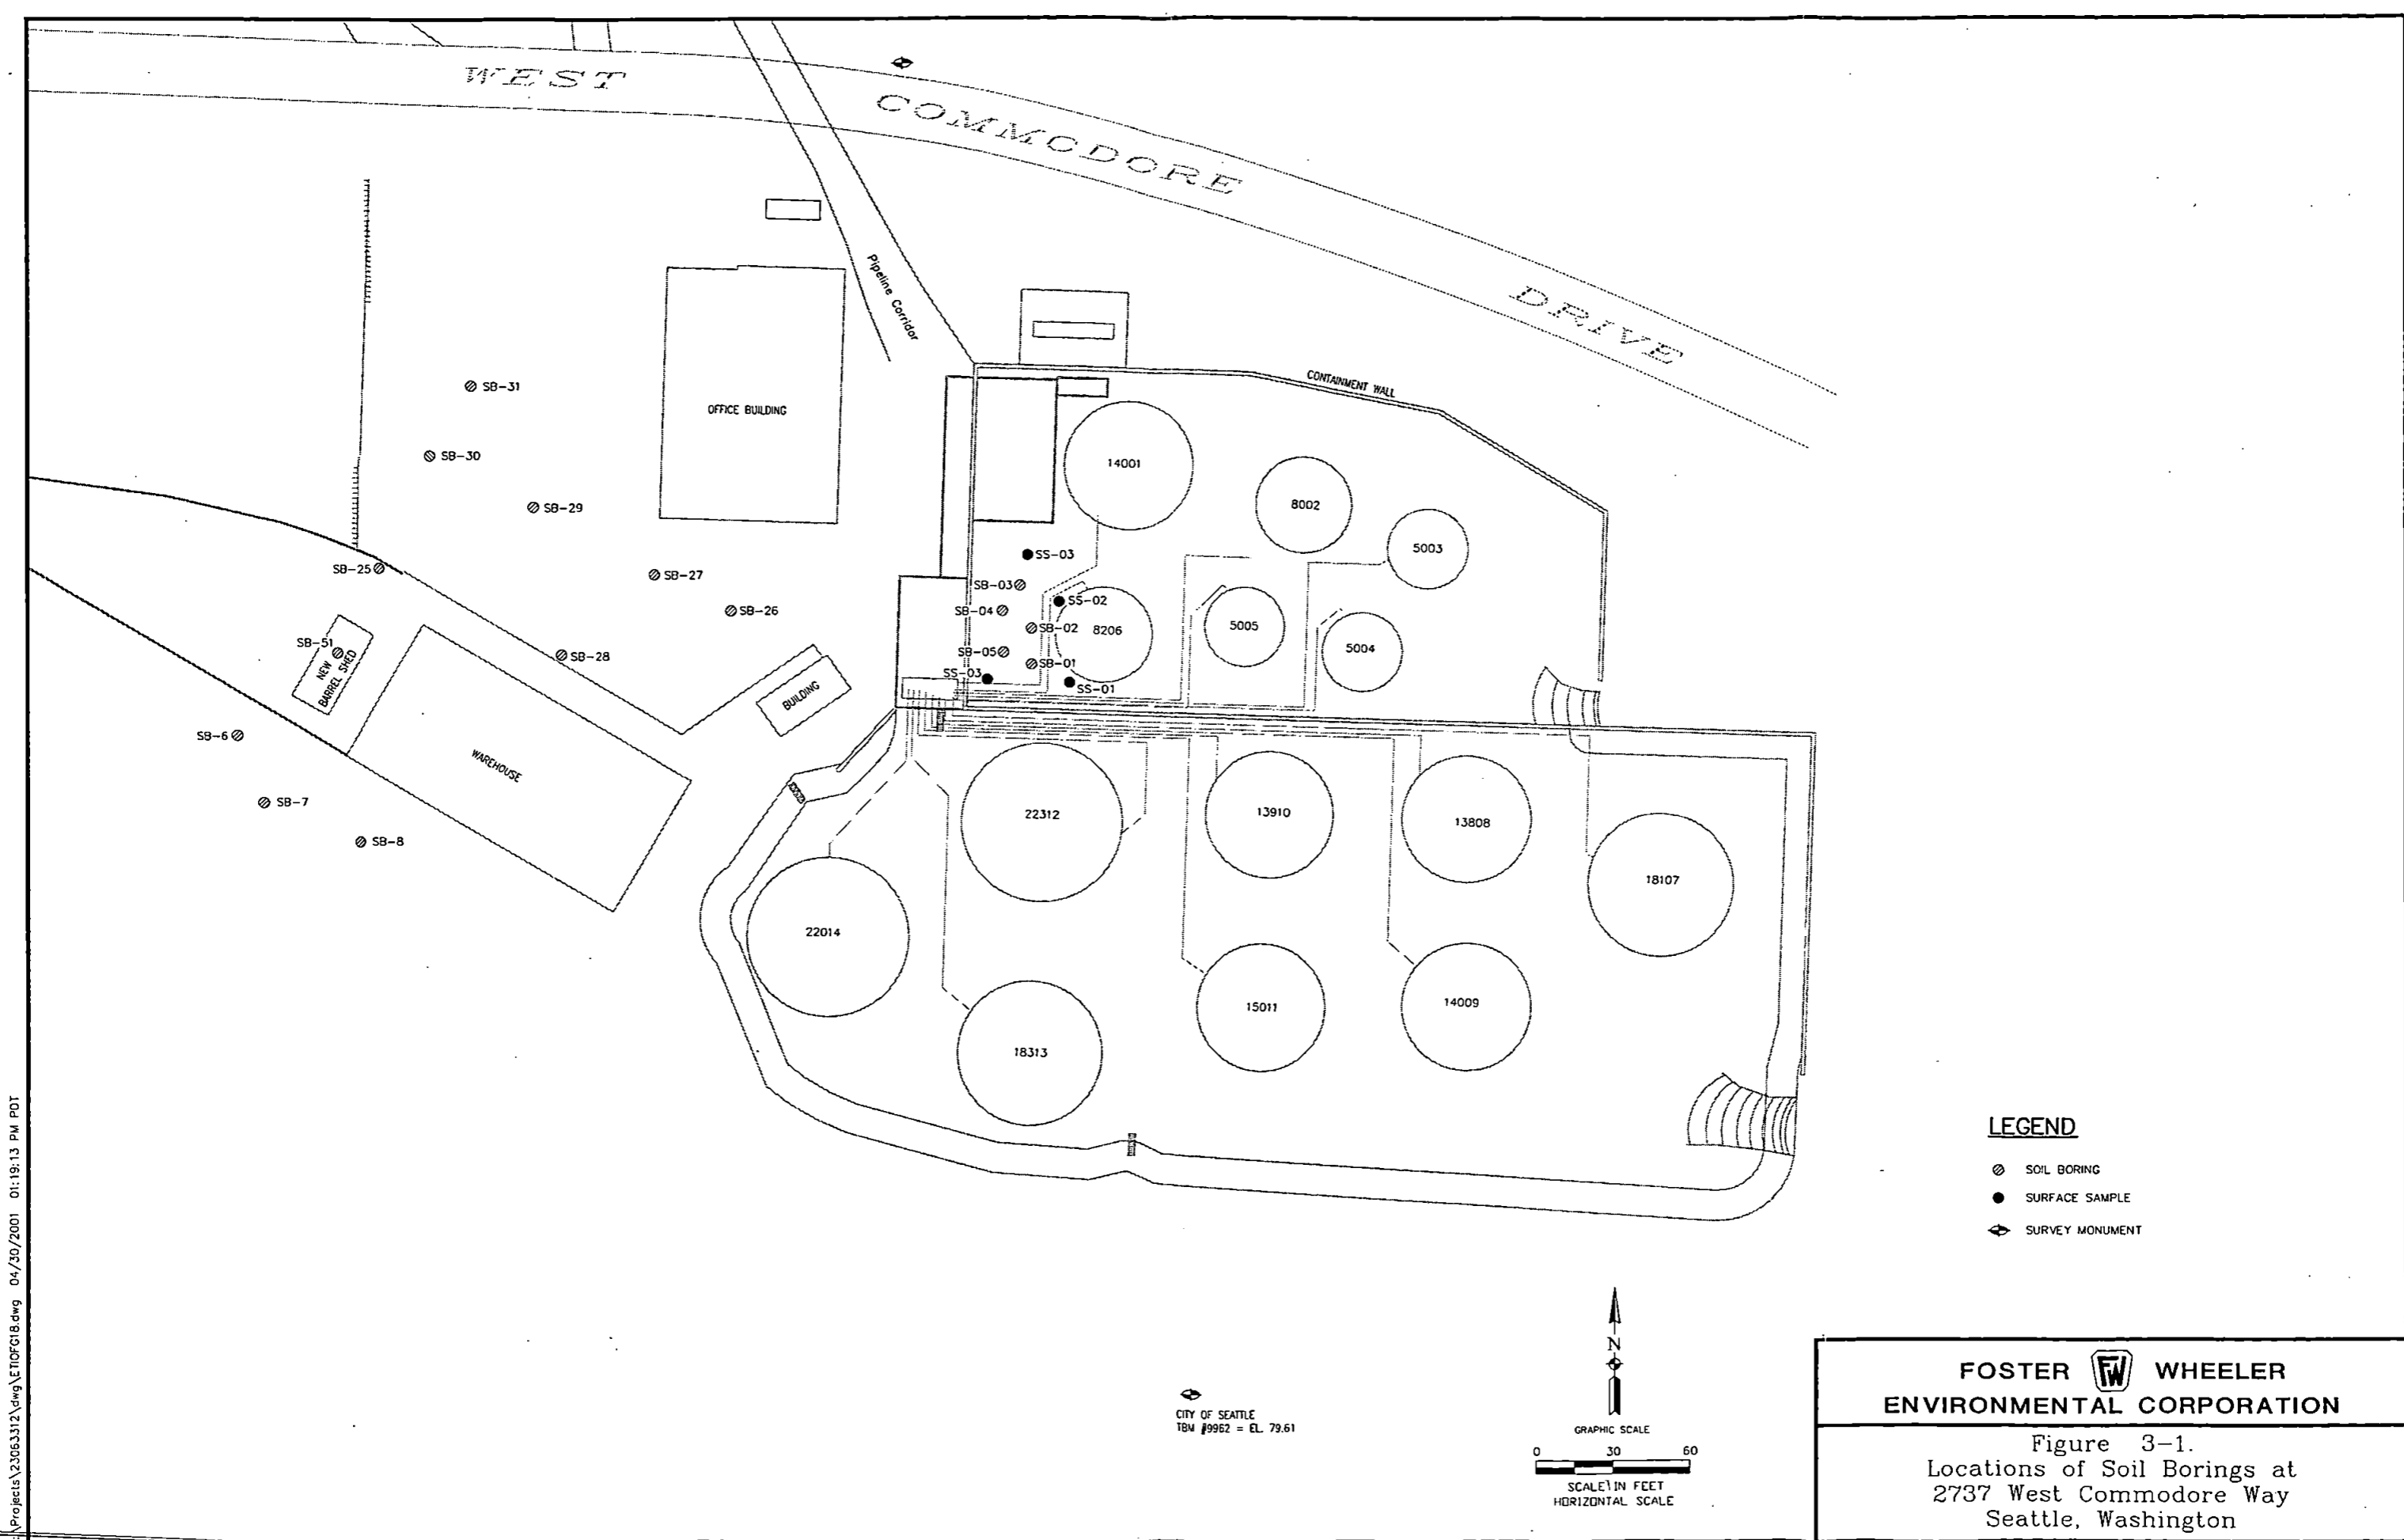 WEST
COMMODORE
DRIVE
Pipeline Corridor
CONTAINMENT WALL
SB-31
OFFICE BUILDING
SB-30
14001
8002
SB-29
5003
SS-03
SB-25
SB-27
SB-03
SS-02
SB-26
SB-04
SB-02
8206
5005
5004
SB-51
NEW
BARREL SHED
SB-28
SB-05
SB-01
SS-03
SS-01
BUILDING
SB-6
WAREHOUSE
SB-7
22312
13910
13808
SB-8
18107
22014
15011
14009
18313
LEGEND
SOIL BORING
SURFACE SAMPLE
SURVEY MONUMENT
N
CITY OF SEATTLE
TBM #9962 = EL. 79.61
GRAPHIC SCALE
0 30 60
SCALE IN FEET
HORIZONTAL SCALE
FOSTER FW WHEELER
ENVIRONMENTAL CORPORATION
Figure 3-1.
Locations of Soil Borings at
2737 West Commodore Way
Seattle, Washington
\Projects\23063312\dwg\ETIOFG18.dwg 04/30/2001 01:19:13 PM PDT